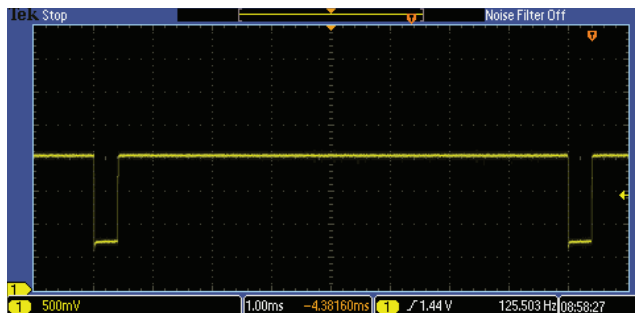 Tek Stop Noise Filter Off
T
T
1
1 500mV 1.00ms −4.38160ms 1 1.44 V 125.503 Hz 08:58:27